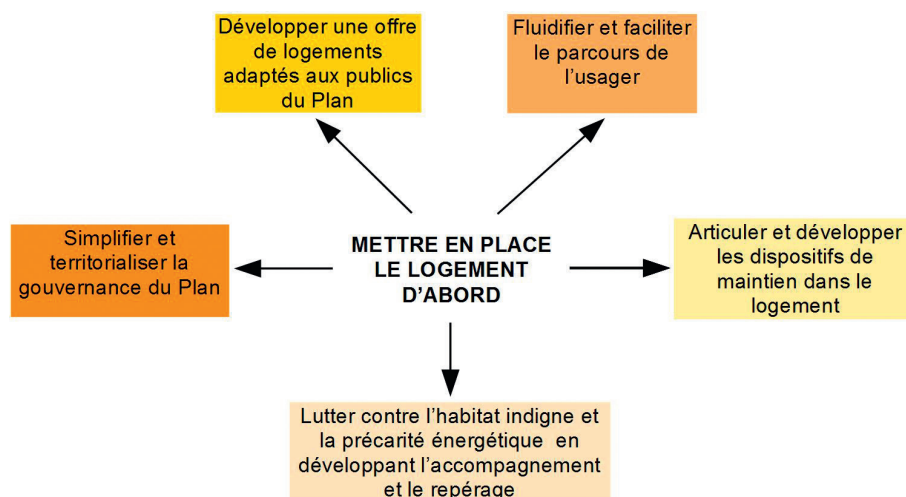 Développer une offre
de logements
adaptés aux publics
du Plan
Fluidifier et faciliter
le parcours de
l'usager
Simplifier et
territorialiser la
gouvernance du Plan
METTRE EN PLACE
LE LOGEMENT
D'ABORD
Articuler et développer
les dispositifs de
maintien dans le
logement
Lutter contre l'habitat indigne et
la précarité énergétique en
développant l'accompagnement
et le repérage